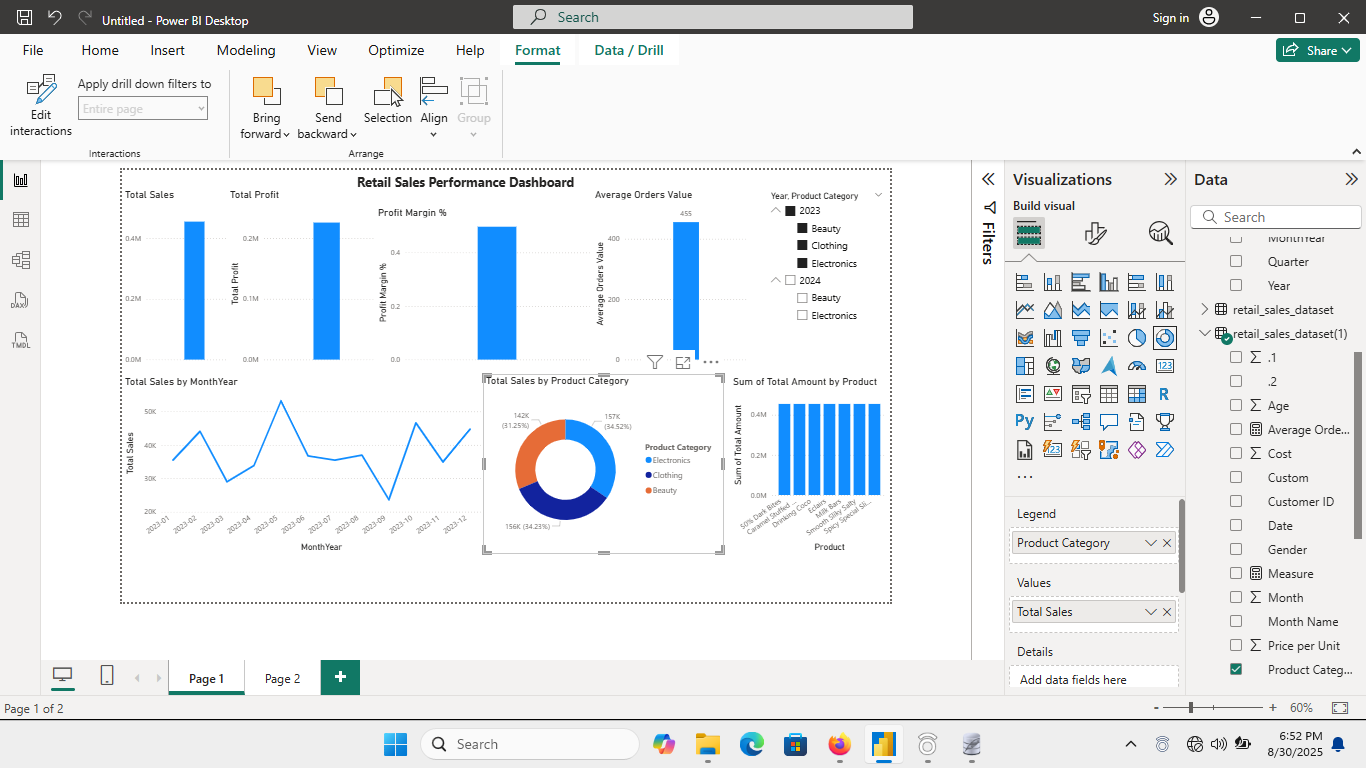 Untitled - Power BI Desktop
Search
Sign in
File
Home
Insert
Modeling
View
Optimize
Help
Format
Data / Drill
Share
Edit
interactions
Apply drill down filters to
Entire page
Interactions
Bring
forward
Send
backward
Selection
Align
Group
Arrange
DAX
TMDL
Retail Sales Performance Dashboard
Total Sales
0.4M
0.2M
0.0M
Total Profit
Total Profit
0.2M
0.1M
0.0M
Profit Margin %
Profit Margin %
0.4
0.2
0.0
Average Orders Value
Average Orders Value
455
400
200
0
Year, Product Category
2023
Beauty
Clothing
Electronics
2024
Beauty
Electronics
Total Sales by MonthYear
Total Sales
50K
40K
30K
20K
2023-01
2023-02
2023-03
2023-04
2023-05
2023-06
2023-07
2023-08
2023-09
2023-10
2023-11
2023-12
MonthYear
Total Sales by Product Category
142K
(31.25%)
157K
(34.52%)
156K (34.23%)
Product Category
Electronics
Clothing
Beauty
Sum of Total Amount by Product
Sum of Total Amount
0.4M
0.2M
0.0M
50% Dark Bites
Caramel Stuffed ...
Drinking Coco
Eclairs
Milk Bars
Smooth Sliky Salty
Spicy Special Sli...
Product
Filters
Visualizations
Build visual
123
R
Py
123
...
Legend
Product Category
Values
Total Sales
Details
Add data fields here
Data
Search
MonthYear
Quarter
Year
retail_sales_dataset
retail_sales_dataset(1)
.1
.2
Age
Average Orde...
Cost
Custom
Customer ID
Date
Gender
Measure
Month
Month Name
Price per Unit
Product Categ...
Page 1
Page 2
+
Page 1 of 2
-
+
60%
Search
6:52 PM
8/30/2025